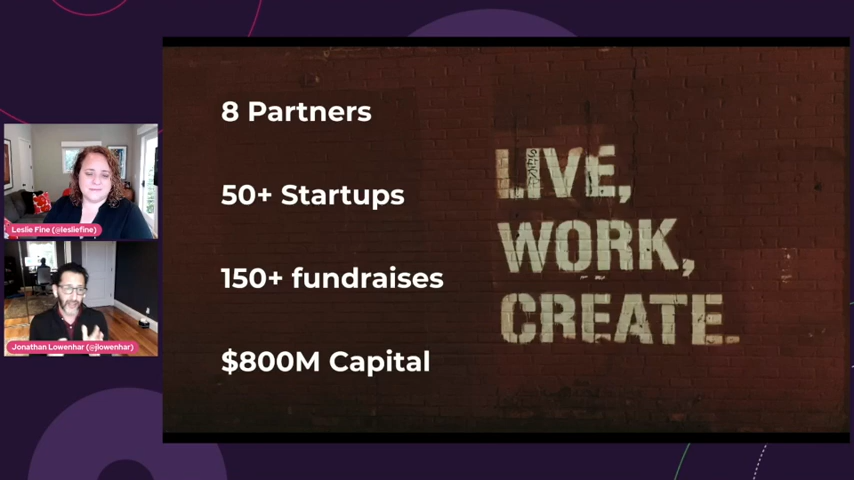 8 Partners
50+ Startups
150+ fundraises
$800M Capital
LIVE,
WORK,
CREATE.
Leslie Fine (@lesliefine)
Jonathan Lowenhar (@jlowenhar)